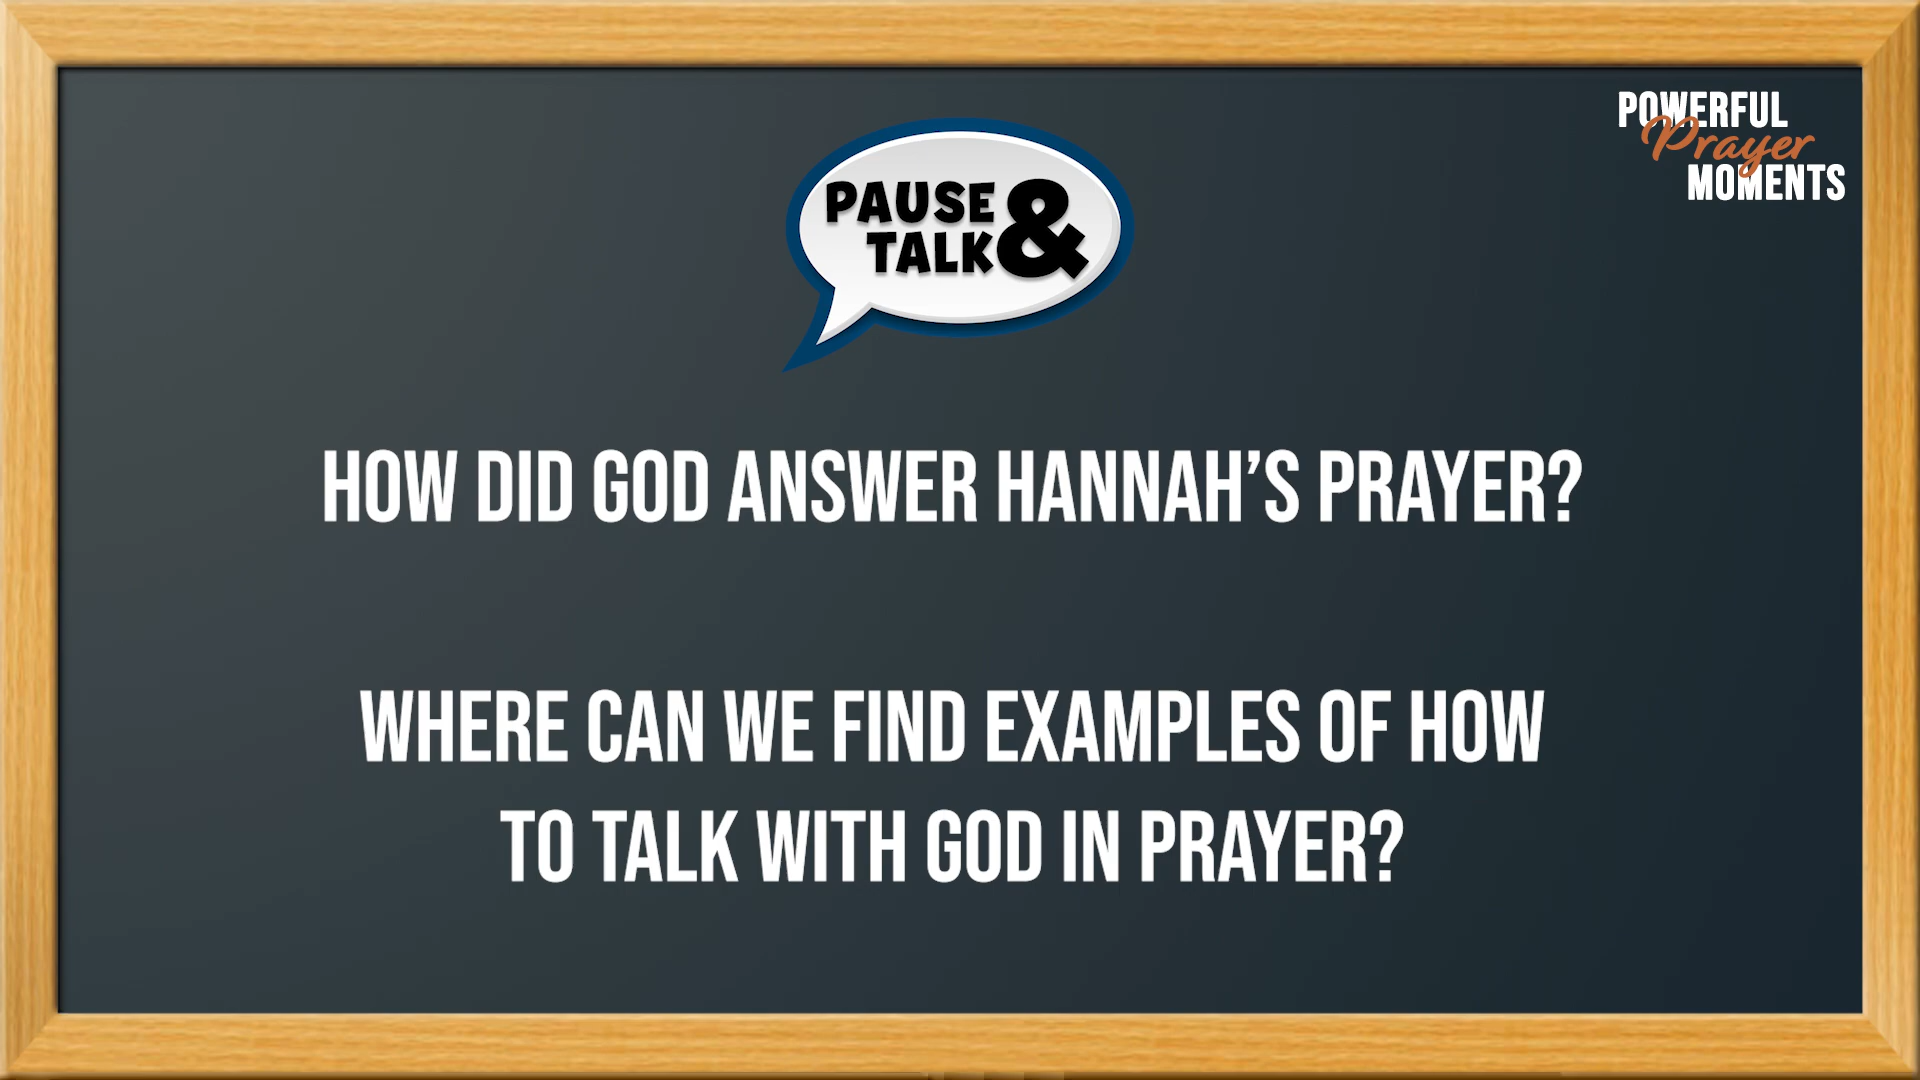 POWERFUL
Prayer
MOMENTS
PAUSE &
TALK
HOW DID GOD ANSWER HANNAH’S PRAYER?
WHERE CAN WE FIND EXAMPLES OF HOW
TO TALK WITH GOD IN PRAYER?